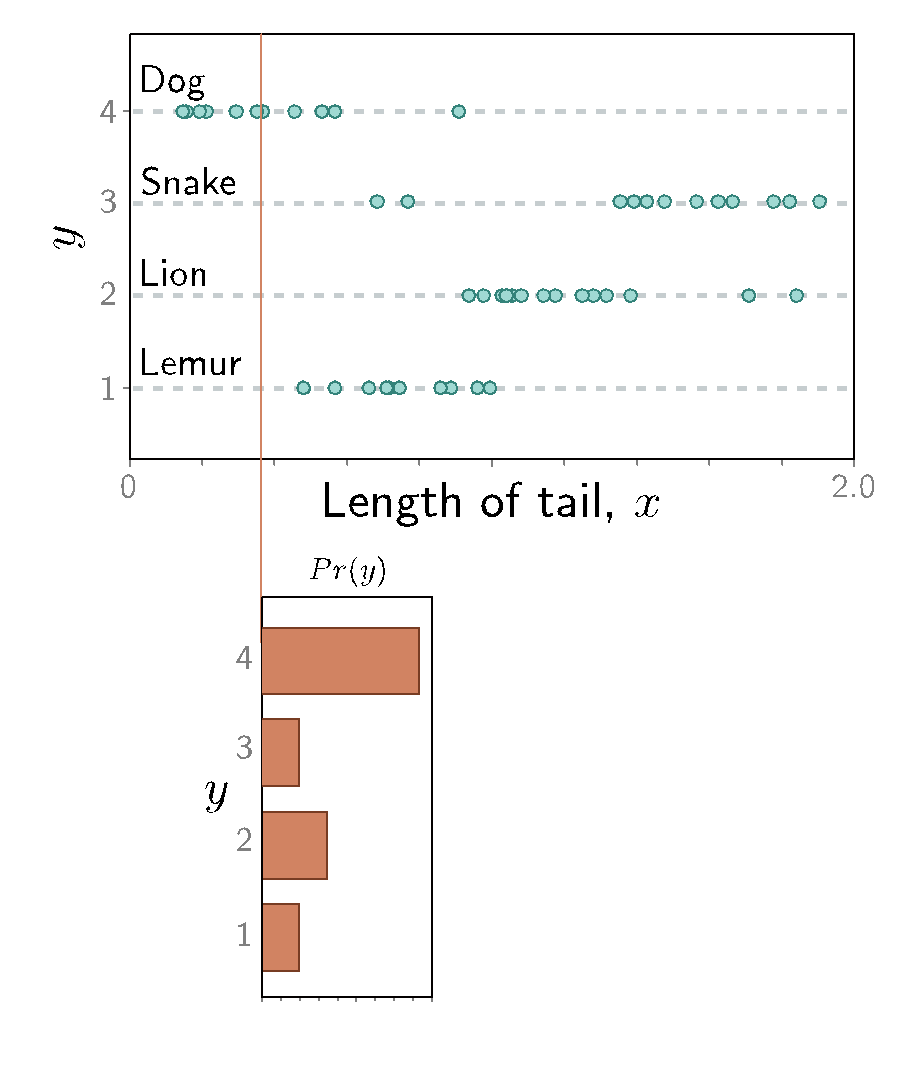 Dog
4
Snake
3
y
Lion
2
Lemur
1
0
2.0
Length of tail, x
Pr(y)
4
3
y
2
1